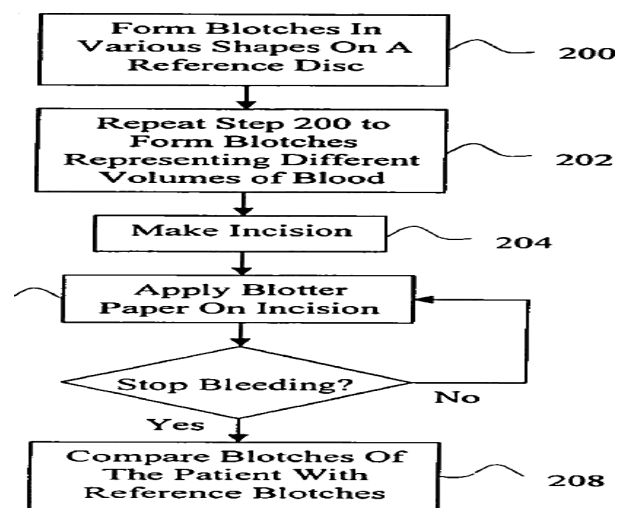 Form Blotches In
Various Shapes On A
Reference Disc
200
Repeat Step 200 to
Form Blotches
Representing Different
Volumes of Blood
202
Make Incision
204
Apply Blotter
Paper On Incision
Stop Bleeding?
No
Yes
Compare Blotches Of
The Patient With
Reference Blotches
208